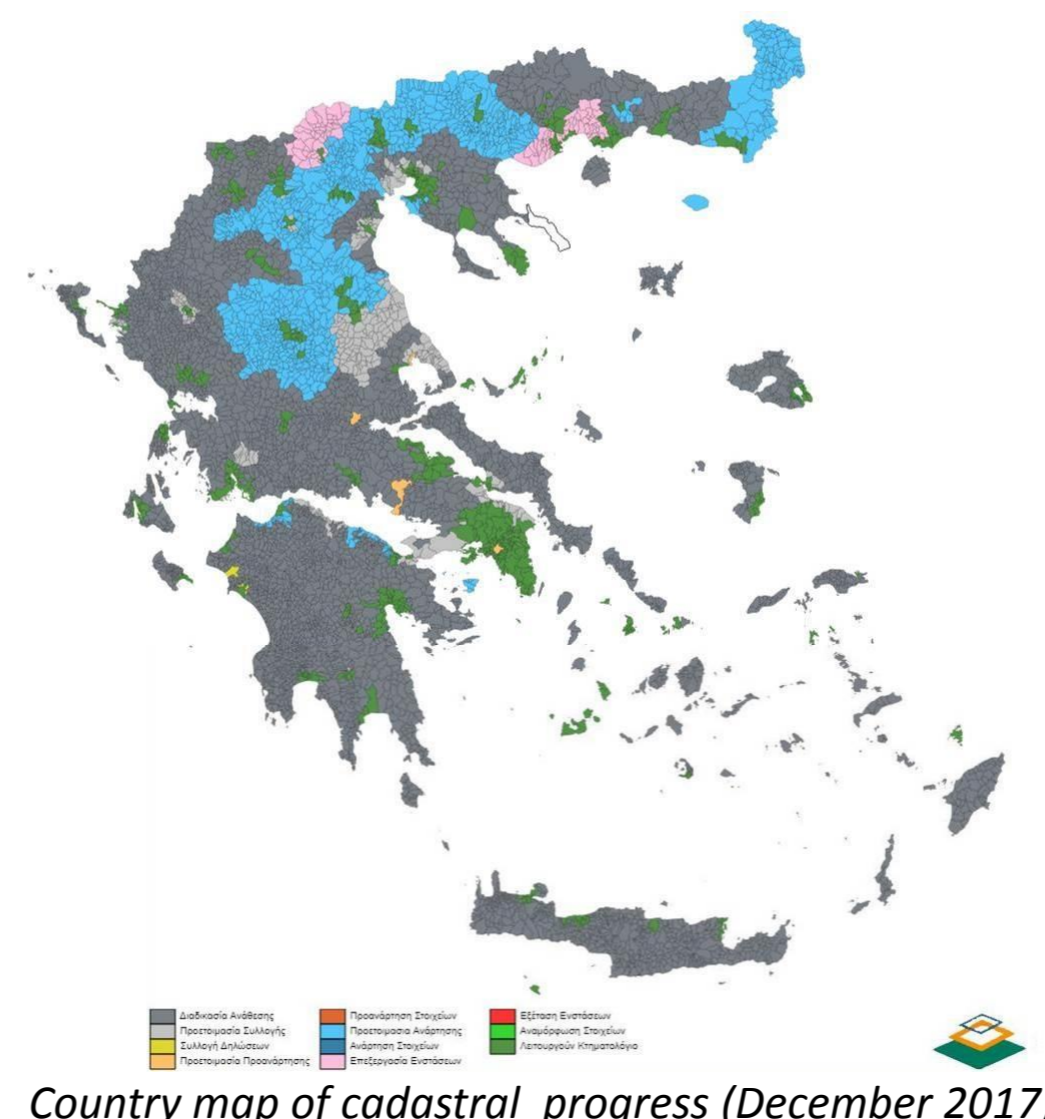 Διαδικασία Ανάθεσης
Προετοιμασία Συλλογής
Συλλογή Δηλώσεων
Προετοιμασία Προανάρτησης
Προανάρτηση Στοιχείων
Προετοιμασια Ανάρτησης
Ανάρτηση Στοιχείων
Επεξεργασία Ενστάσεων
Εξέταση Ενστάσεων
Αναμόρφωση Στοιχείων
Λειτουργούν Κτηματολόγιο
Country map of cadastral progress (December 2017)